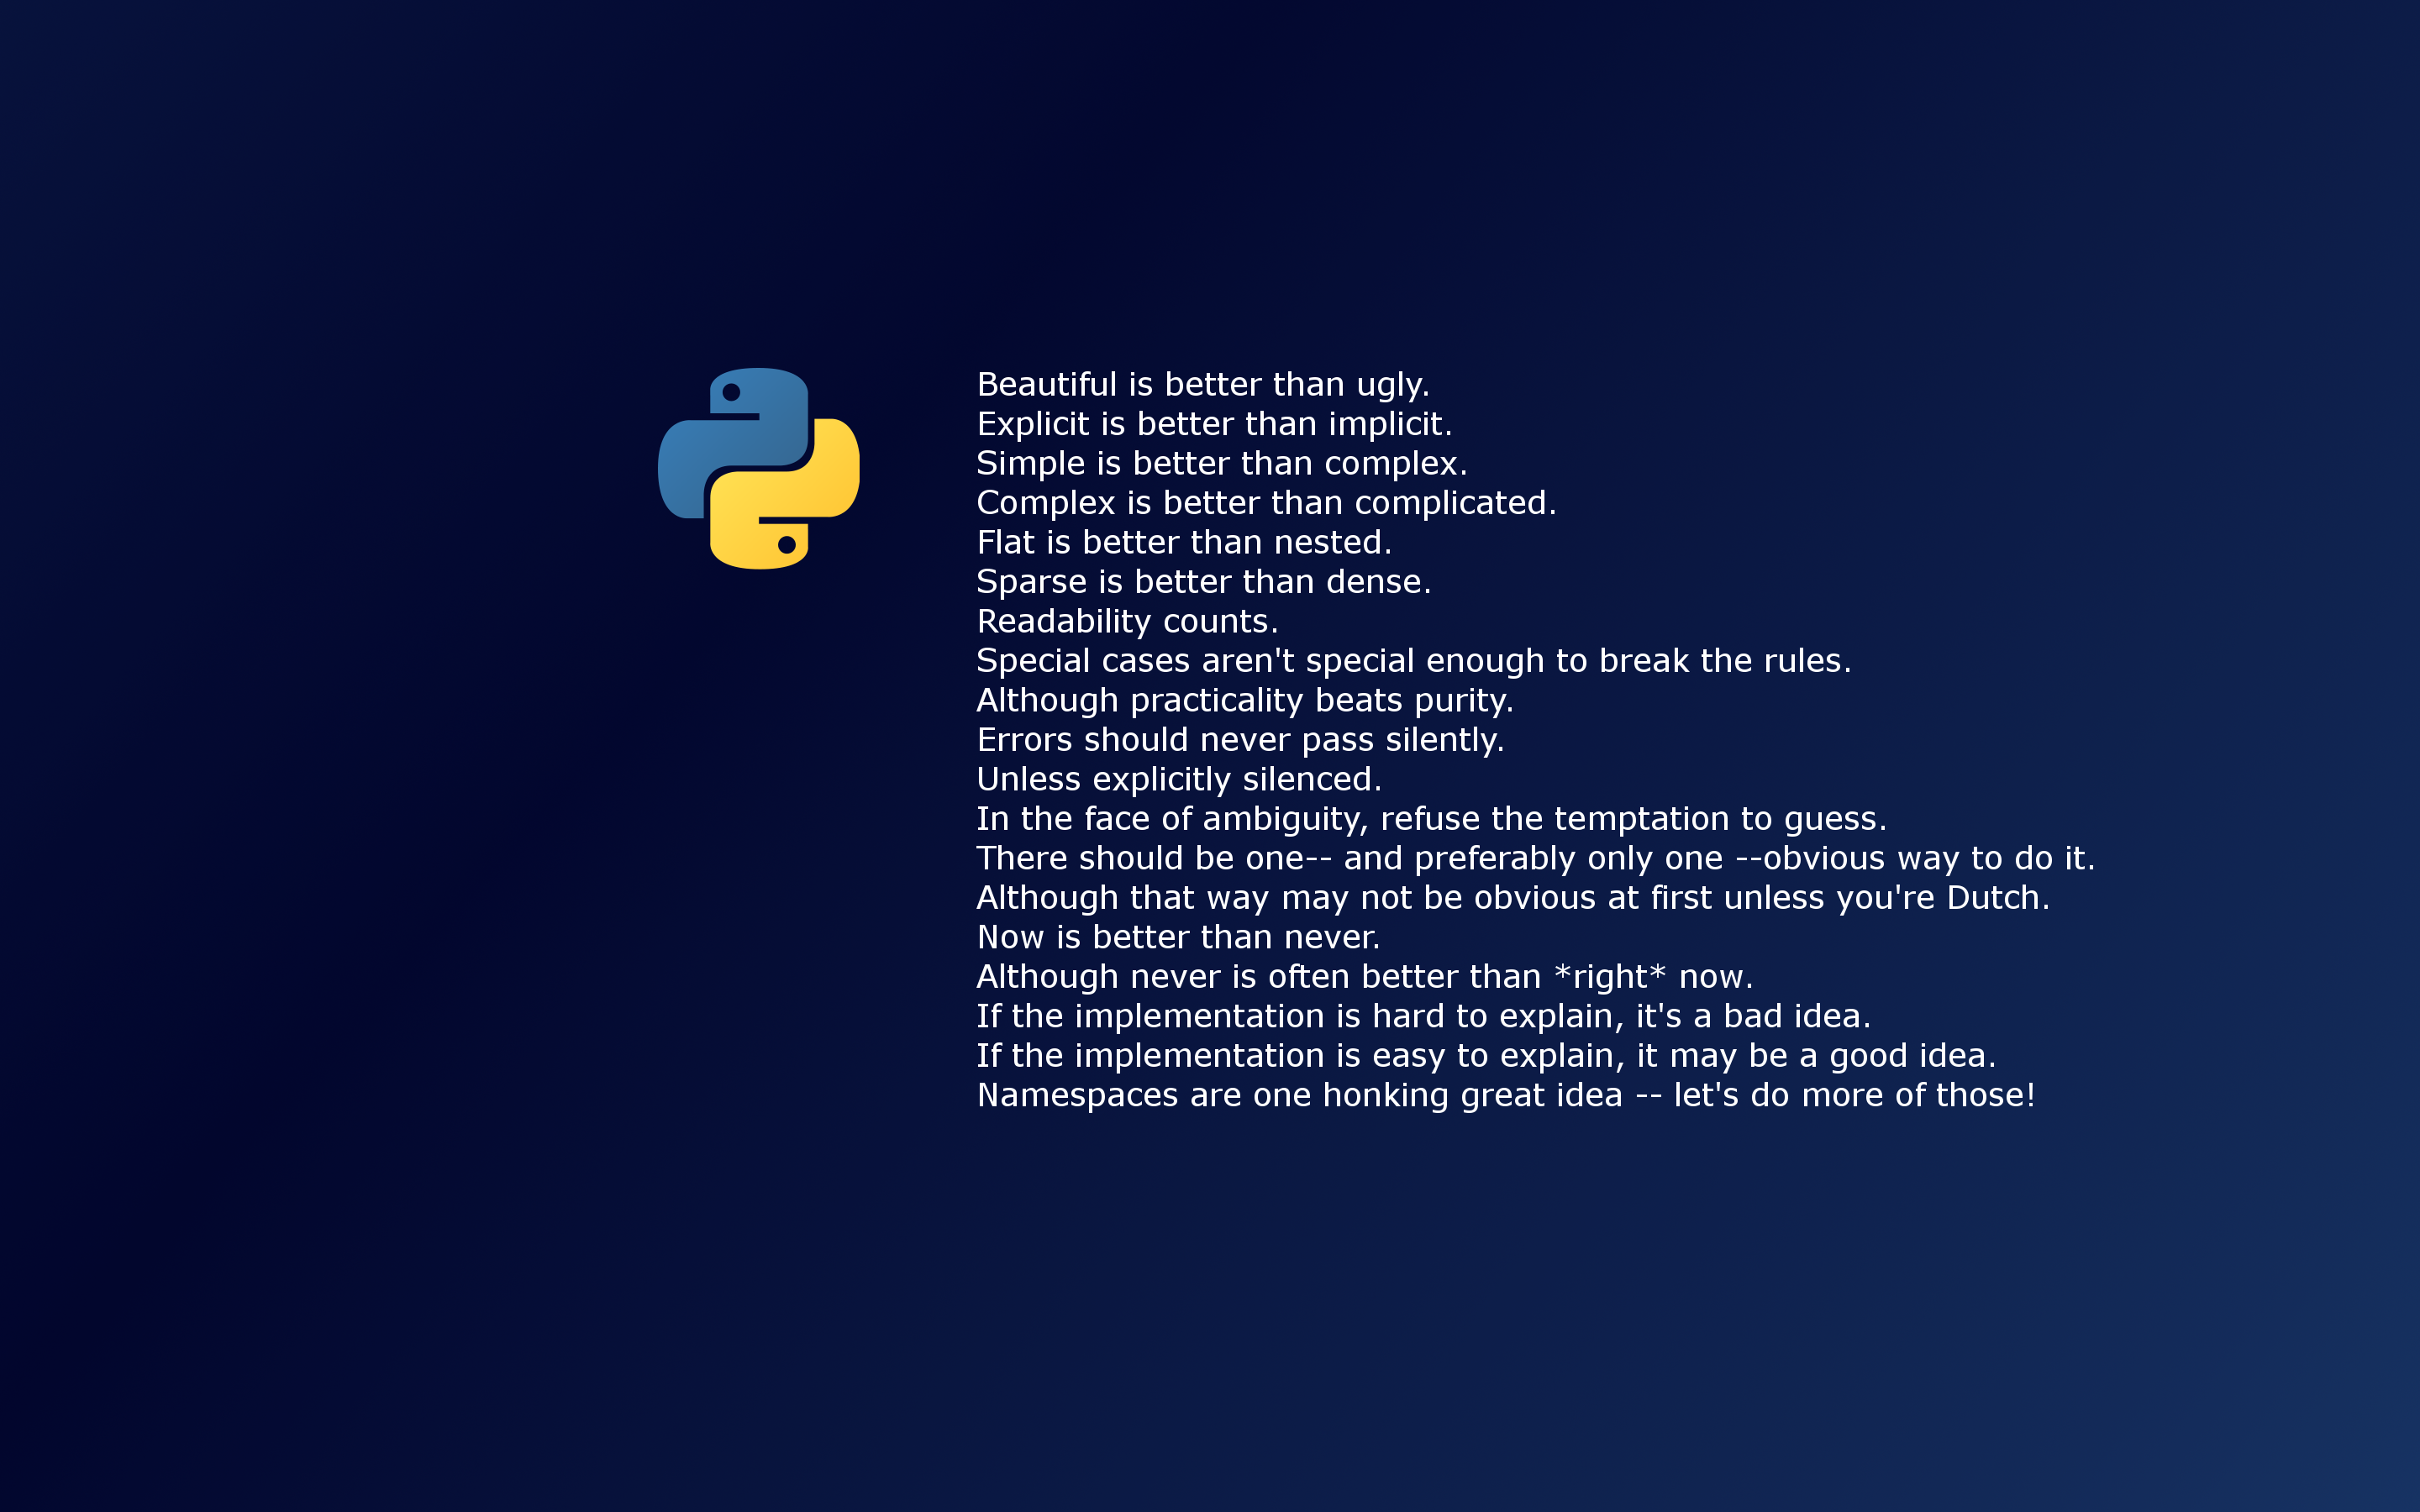 Beautiful is better than ugly.
Explicit is better than implicit.
Simple is better than complex.
Complex is better than complicated.
Flat is better than nested.
Sparse is better than dense.
Readability counts.
Special cases aren't special enough to break the rules.
Although practicality beats purity.
Errors should never pass silently.
Unless explicitly silenced.
In the face of ambiguity, refuse the temptation to guess.
There should be one-- and preferably only one --obvious way to do it.
Although that way may not be obvious at first unless you're Dutch.
Now is better than never.
Although never is often better than *right* now.
If the implementation is hard to explain, it's a bad idea.
If the implementation is easy to explain, it may be a good idea.
Namespaces are one honking great idea -- let's do more of those!